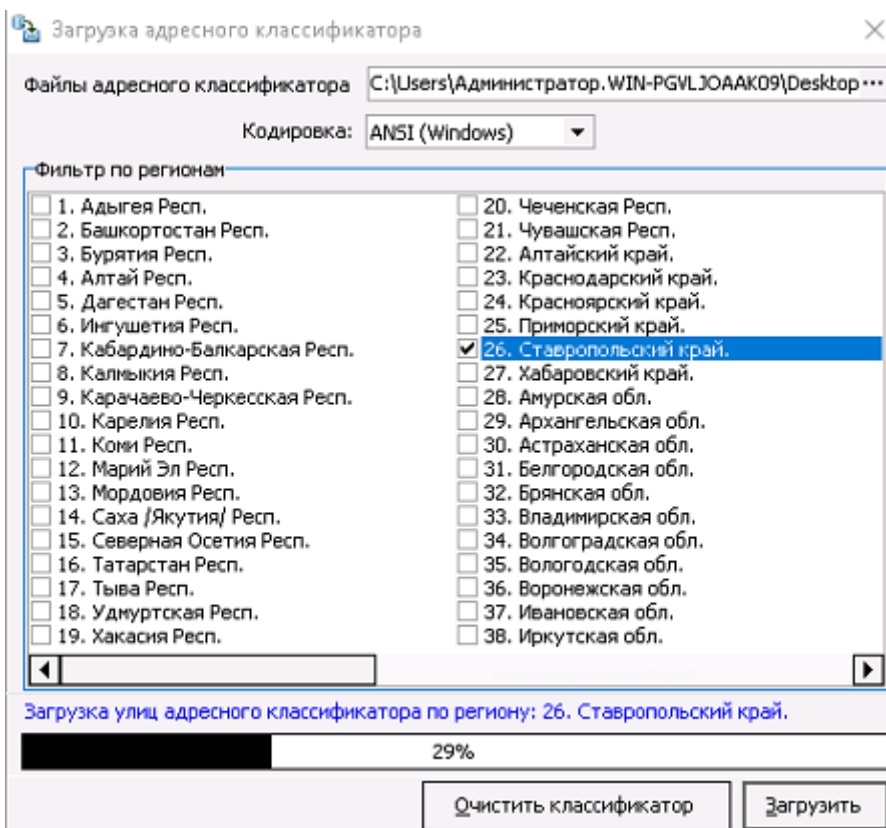 Загрузка адресного классификатора
Файлы адресного классификатора C:\Users\Администратор.WIN-PGVLJOAAK09\Desktop ...
Кодировка: ANSI (Windows)
Фильтр по регионам
1. Адыгея Респ.
2. Башкортостан Респ.
3. Бурятия Респ.
4. Алтай Респ.
5. Дагестан Респ.
6. Ингушетия Респ.
7. Кабардино-Балкарская Респ.
8. Калмыкия Респ.
9. Карачаево-Черкесская Респ.
10. Карелия Респ.
11. Коми Респ.
12. Марий Эл Респ.
13. Мордовия Респ.
14. Саха /Якутия/ Респ.
15. Северная Осетия Респ.
16. Татарстан Респ.
17. Тыва Респ.
18. Удмуртская Респ.
19. Хакасия Респ.
20. Чеченская Респ.
21. Чувашская Респ.
22. Алтайский край.
23. Краснодарский край.
24. Красноярский край.
25. Приморский край.
26. Ставропольский край.
27. Хабаровский край.
28. Амурская обл.
29. Архангельская обл.
30. Астраханская обл.
31. Белгородская обл.
32. Брянская обл.
33. Владимирская обл.
34. Волгоградская обл.
35. Вологодская обл.
36. Воронежская обл.
37. Ивановская обл.
38. Иркутская обл.
Загрузка улиц адресного классификатора по региону: 26. Ставропольский край.
29%
Очистить классификатор Загрузить